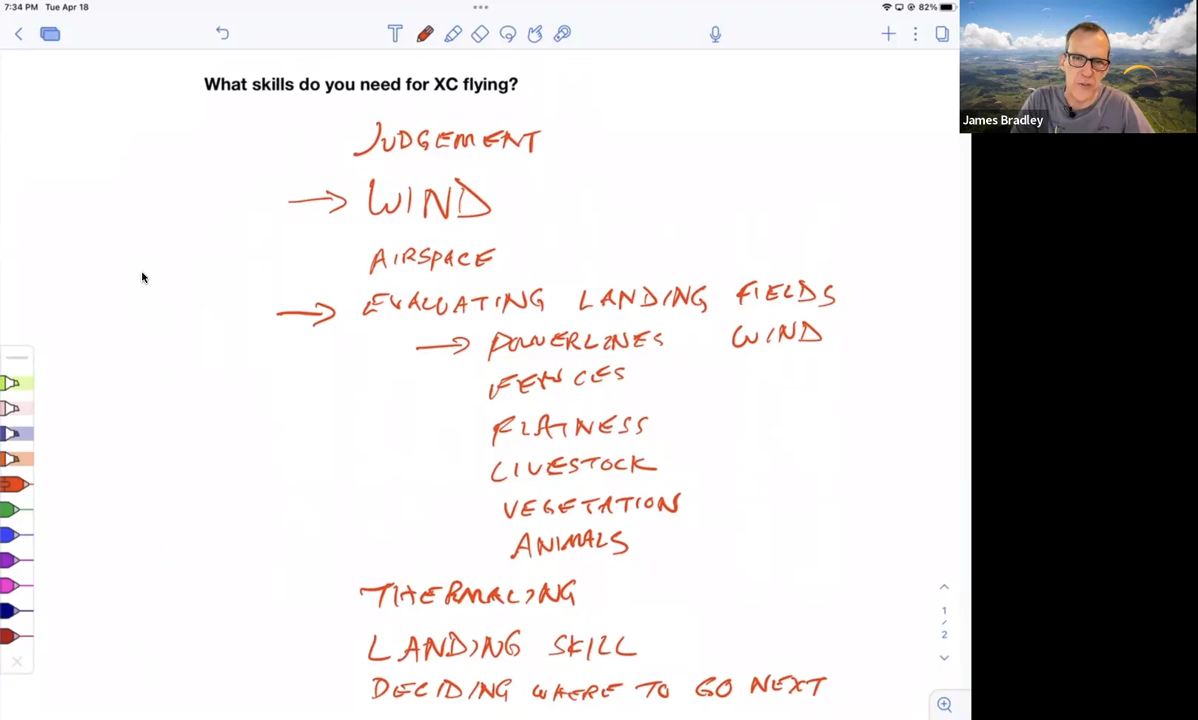 7:34 PM Tue Apr 18
82%
What skills do you need for XC flying?
James Bradley
JUDGEMENT
→ WIND
AIRSPACE
→ EVALUATING LANDING FIELDS
→ POWERLINES WIND
FENCES
FLATNESS
LIVESTOCK
VEGETATION
ANIMALS
THERMALING
LANDING SKILL
DECIDING WHERE TO GO NEXT
1
/
2